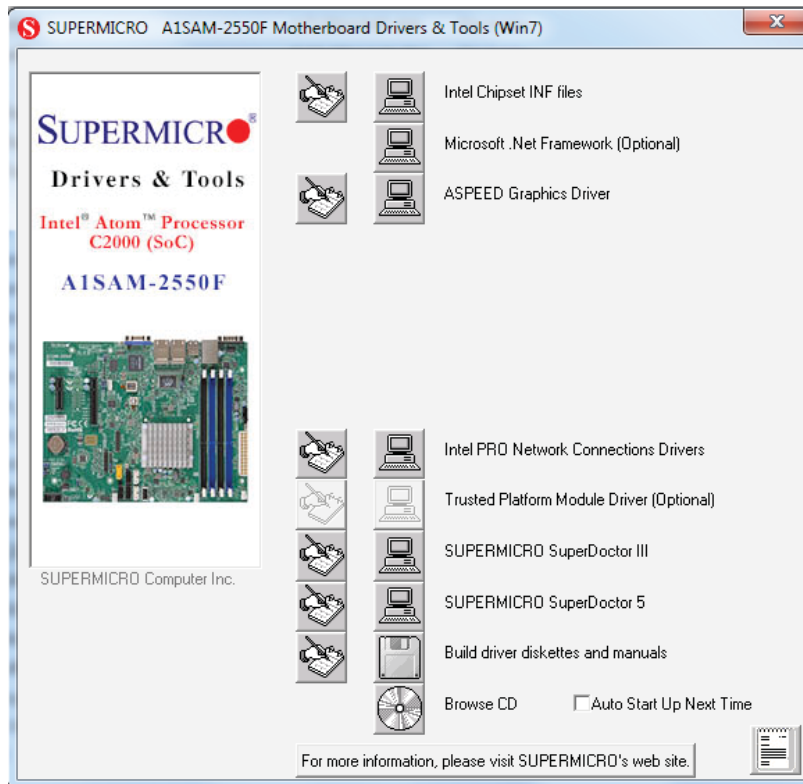 SUPERMICRO A1SAM-2550F Motherboard Drivers & Tools (Win7)
SUPERMICRO®
Drivers & Tools
Intel® Atom™ Processor
C2000 (SoC)
A1SAM-2550F
SUPERMICRO Computer Inc.
Intel Chipset INF files
Microsoft .Net Framework (Optional)
ASPEED Graphics Driver
Intel PRO Network Connections Drivers
Trusted Platform Module Driver (Optional)
SUPERMICRO SuperDoctor III
SUPERMICRO SuperDoctor 5
Build driver diskettes and manuals
Browse CD
Auto Start Up Next Time
For more information, please visit SUPERMICRO's web site.